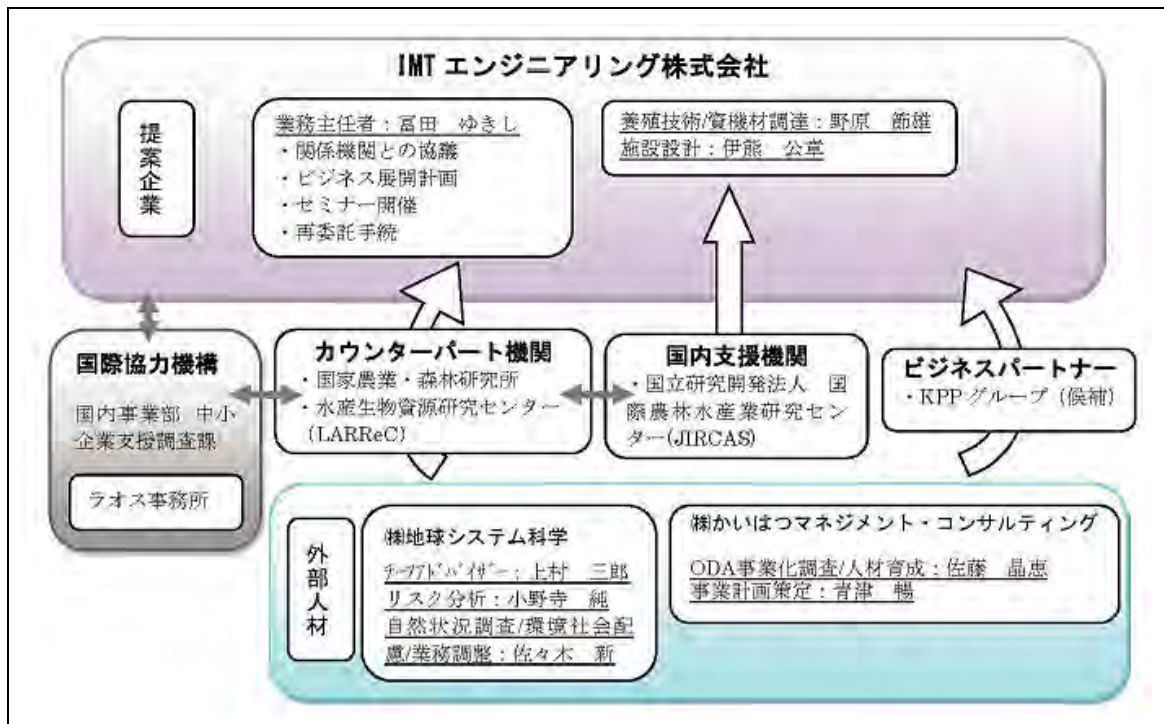 IMT エンジニアリング株式会社
提案企業
業務主任者：冨田 ゆきし
・関係機関との協議
・ビジネス展開計画
・セミナー開催
・再委託手続
養殖技術/資機材調達：野原 節雄
施設設計：伊熊 公章
国際協力機構
国内事業部 中小
企業支援調査課
ラオス事務所
カウンターパート機関
・国家農業・森林研究所
・水産生物資源研究センター
（LARReC）
国内支援機関
・国立研究開発法人 国
際農林水産業研究セン
ター(JIRCAS)
ビジネスパートナー
・KPP グループ（候補）
外部人材
㈱地球システム科学
ﾁｰﾌｱﾄﾞﾊﾞｲｻﾞｰ：上村 三郎
リスク分析：小野寺 純
自然状況調査/環境社会配
慮/業務調整：佐々木 新
㈱かいはつマネジメント・コンサルティング
ODA事業化調査/人材育成：佐藤 晶恵
事業計画策定：青津 暢